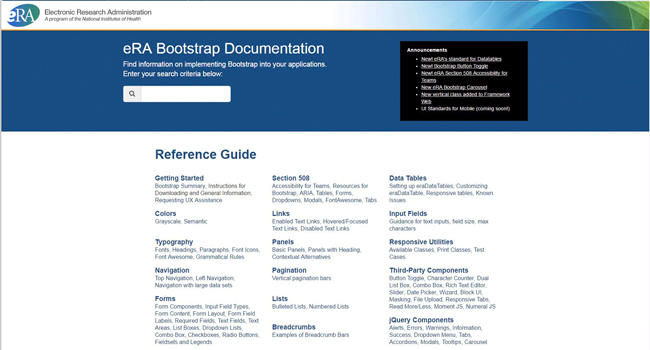 eRA
Electronic Research Administration
A program of the National Institutes of Health
eRA Bootstrap Documentation
Find information on implementing Bootstrap into your applications.
Enter your search criteria below:
Announcements
New! eRA's standard for Datatables
New! Bootstrap Button Toggle
New! eRA Section 508 Accessibility for
Teams
New eRA Bootstrap Carousel
New vertical class added to Framework
Web
UI Standards for Mobile (coming soon!)
Reference Guide
Getting Started
Bootstrap Summary, Instructions for
Downloading and General Information,
Requesting UX Assistance
Section 508
Accessibility for Teams, Resources for
Bootstrap, ARIA, Tables, Forms,
Dropdowns, Modals, FontAwesome, Tabs
Data Tables
Setting up eraDataTables, Customizing
eraDataTable, Responsive tables, Known
Issues
Colors
Grayscale, Semantic
Links
Enabled Text Links, Hovered/Focused
Text Links, Disabled Text Links
Input Fields
Guidance for text inputs, field size, max
characters
Typography
Fonts, Headings, Paragraphs, Font Icons,
Font Awesome, Grammatical Rules
Panels
Basic Panels, Panels with Heading,
Contextual Alternatives
Responsive Utilities
Available Classes, Print Classes, Test
Cases
Navigation
Top Navigation, Left Navigation,
Navigation with large data sets
Pagination
Vertical pagination bars
Third-Party Components
Button Toggle, Character Counter, Dual
List Box, Combo Box, Rich Text Editor,
Slider, Date Picker, Wizard, Block UI,
Masking, File Upload, Responsive Tabs,
Read More/Less, Moment JS, Numeral JS
Forms
Form Components, Input Field Types,
Form Content, Form Layout, Form Field
Labels, Required Fields, Text Fields, Text
Areas, List Boxes, Dropdown Lists,
Combo Box, Checkboxes, Radio Buttons,
Fieldsets and Legends
Lists
Bulleted Lists, Numbered Lists
Breadcrumbs
Examples of Breadcrumb Bars
jQuery Components
Alerts, Errors, Warnings, Information,
Success, Dropdown Menu, Tabs,
Accordions, Modals, Tooltips, Carousel